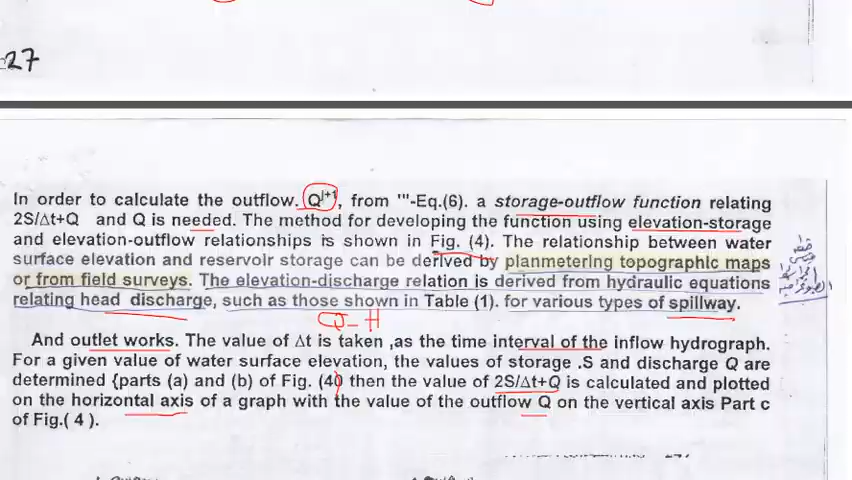 27
In order to calculate the outflow. Q^j+1, from "'-Eq.(6). a storage-outflow function relating
2S/Δt+Q and Q is needed. The method for developing the function using elevation-storage
and elevation-outflow relationships is shown in Fig. (4). The relationship between water
surface elevation and reservoir storage can be derived by planmetering topographic maps
or from field surveys. The elevation-discharge relation is derived from hydraulic equations
relating head discharge, such as those shown in Table (1). for various types of spillway.
Q-H
And outlet works. The value of Δt is taken ,as the time interval of the inflow hydrograph.
For a given value of water surface elevation, the values of storage .S and discharge Q are
determined {parts (a) and (b) of Fig. (4) then the value of 2S/Δt+Q is calculated and plotted
on the horizontal axis of a graph with the value of the outflow Q on the vertical axis Part c
of Fig.( 4 ).